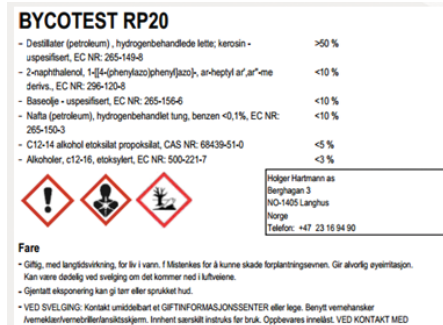 BYCOTEST RP20
- Destillater (petroleum) , hydrogenbehandlede lette; kerosin - >50 %
uspesifisert, EC NR: 265-149-8
- 2-naphthalenol, 1-[[4-(phenylazo)phenyl]azo]-, ar-heptyl ar',ar"-me <10 %
derivs., EC NR: 296-120-8
- Baseolje - uspesifisert, EC NR: 265-156-6 <10 %
- Nafta (petroleum), hydrogenbehandlet tung, benzen <0,1%, EC NR: <10 %
265-150-3
- C12-14 alkohol etoksilat propoksilat, CAS NR: 68439-51-0 <5 %
- Alkoholer, c12-16, etoksylert, EC NR: 500-221-7 <3 %
Holger Hartmann as
Berghagan 3
NO-1405 Langhus
Norge
Telefon: +47 23 16 94 90
Fare
- Giftig, med langtidsvirkning, for liv i vann. f Mistenkes for å kunne skade forplantningsevnen. Gir alvorlig øyeirritasjon.
Kan være dødelig ved svelging om det kommer ned i luftveiene.
- Gjentatt eksponering kan gi tørr eller sprukket hud.
- VED SVELGING: Kontakt umiddelbart et GIFTINFORMASJONSSENTER eller lege. Benytt vernehansker
/verneklær/vernebriller/ansiktsskjerm. Innhent særskilt instruks før bruk. Oppbevares innelåst. VED KONTAKT MED